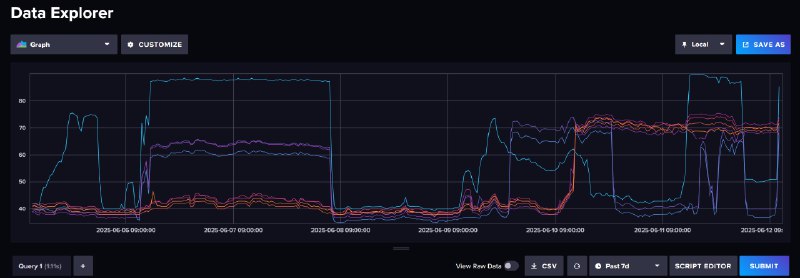 Data Explorer
Graph
CUSTOMIZE
Local
SAVE AS
80
70
60
50
40
2025-06-06 09:00:00
2025-06-07 09:00:00
2025-06-08 09:00:00
2025-06-09 09:00:00
2025-06-10 09:00:00
2025-06-11 09:00:00
2025-06-12 09:00:00
Query 1 (9.11s)
+
View Raw Data
CSV
Past 7d
SCRIPT EDITOR
SUBMIT